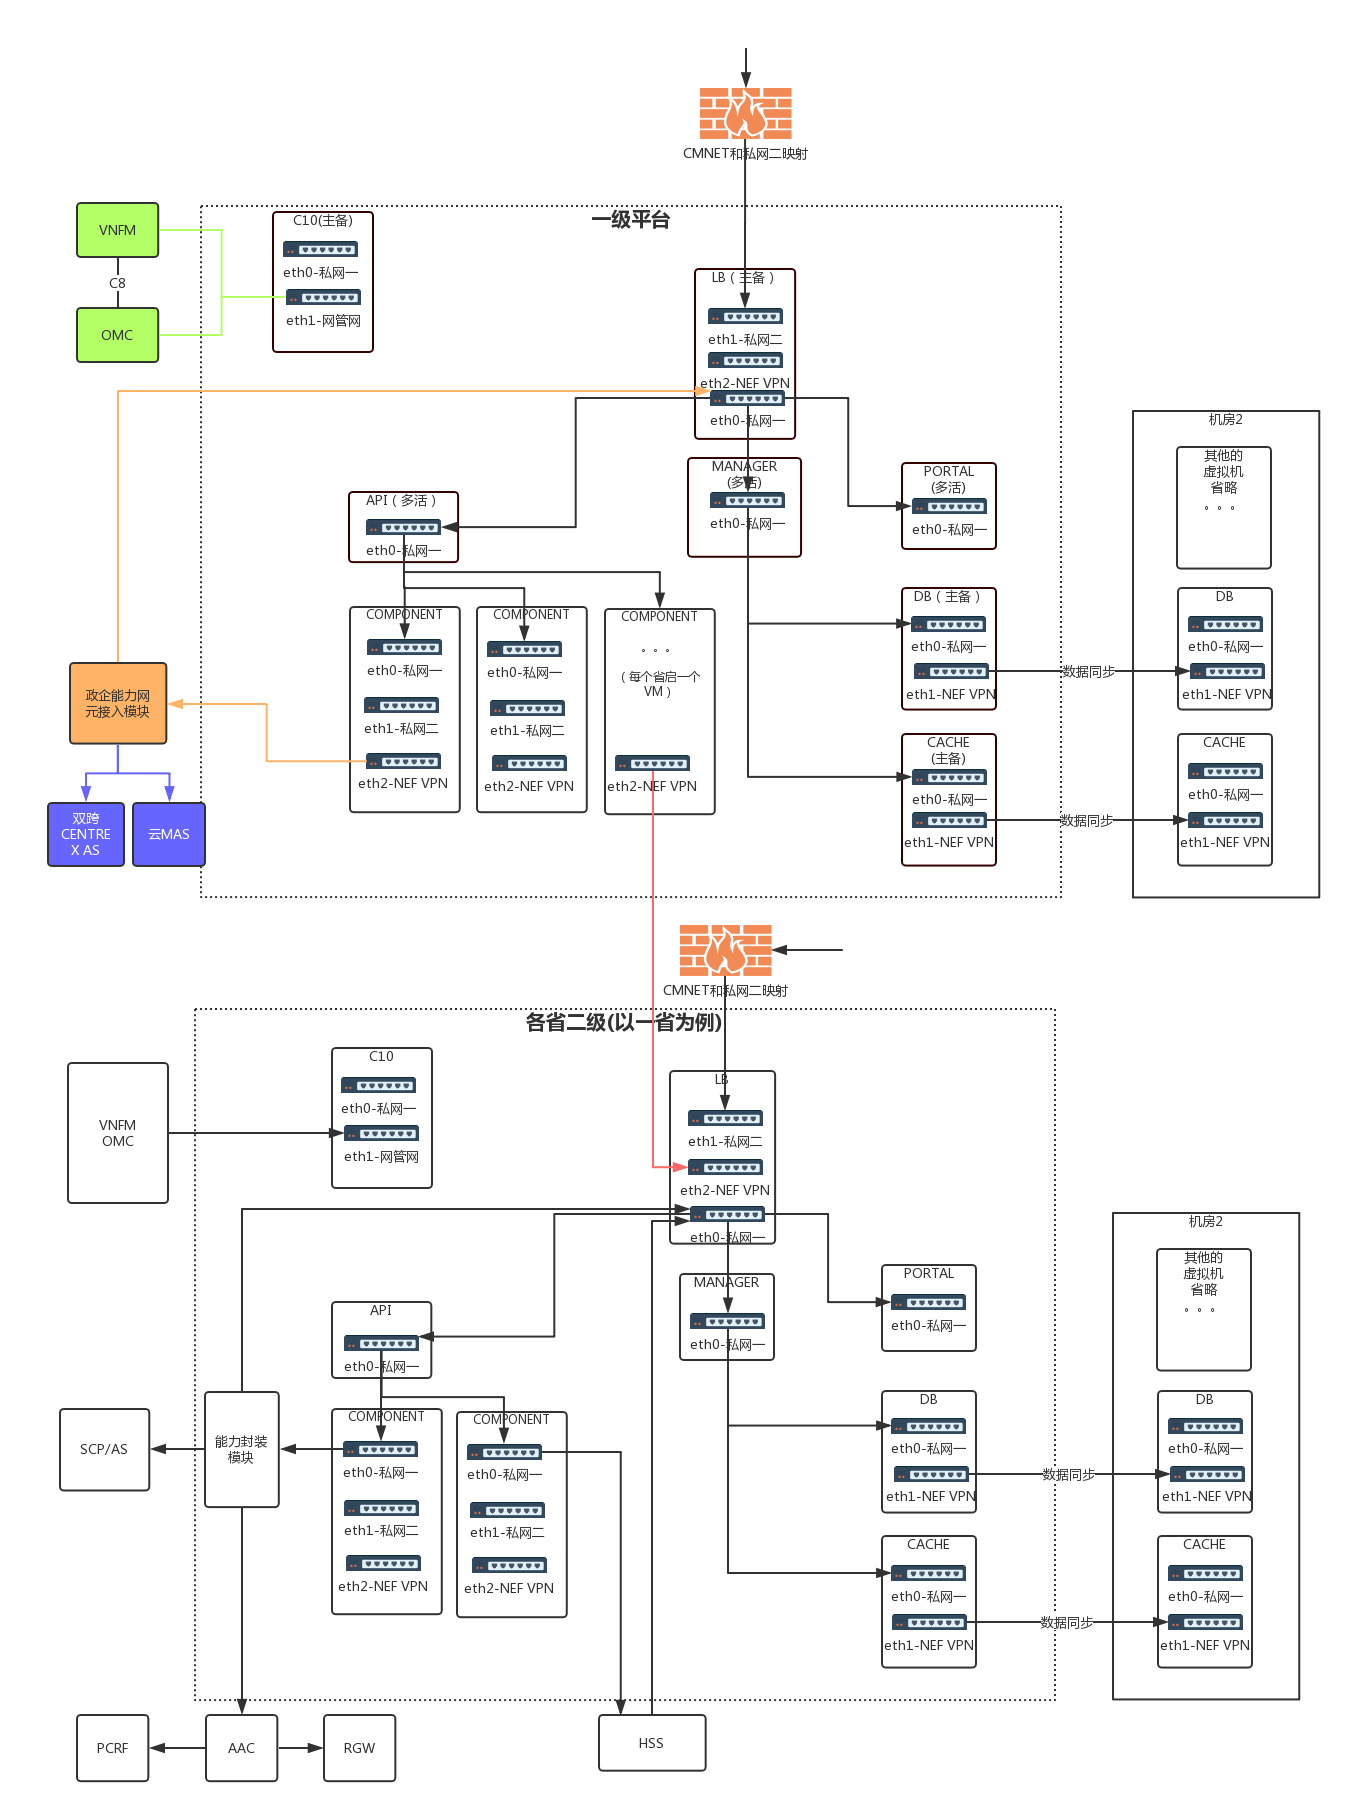 CMNET和私网二映射
一级平台
VNFM
C8
OMC
C10(主备)
eth0-私网一
eth1-网管网
LB（主备）
eth1-私网二
eth2-NEF VPN
eth0-私网一
MANAGER
(多活)
eth0-私网一
PORTAL
(多活)
eth0-私网一
API（多活）
eth0-私网一
机房2
其他的
虚拟机
省略
。。。
COMPONENT
eth0-私网一
eth1-私网二
eth2-NEF VPN
COMPONENT
eth0-私网一
eth1-私网二
eth2-NEF VPN
COMPONENT
。。。
（每个省启一个
VM）
eth2-NEF VPN
DB（主备）
eth0-私网一
eth1-NEF VPN
数据同步
DB
eth0-私网一
eth1-NEF VPN
CACHE
(主备)
eth0-私网一
eth1-NEF VPN
数据同步
CACHE
eth0-私网一
eth1-NEF VPN
政企能力网
元接入模块
双跨
CENTRE
X AS
云MAS
CMNET和私网二映射
各省二级(以一省为例)
VNFM
OMC
C10
eth0-私网一
eth1-网管网
LB
eth1-私网二
eth2-NEF VPN
eth0-私网一
MANAGER
eth0-私网一
PORTAL
eth0-私网一
机房2
其他的
虚拟机
省略
。。。
API
eth0-私网一
SCP/AS
能力封装
模块
COMPONENT
eth0-私网一
eth1-私网二
eth2-NEF VPN
COMPONENT
eth0-私网一
eth1-私网二
eth2-NEF VPN
DB
eth0-私网一
eth1-NEF VPN
数据同步
DB
eth0-私网一
eth1-NEF VPN
CACHE
eth0-私网一
eth1-NEF VPN
数据同步
CACHE
eth0-私网一
eth1-NEF VPN
PCRF
AAC
RGW
HSS